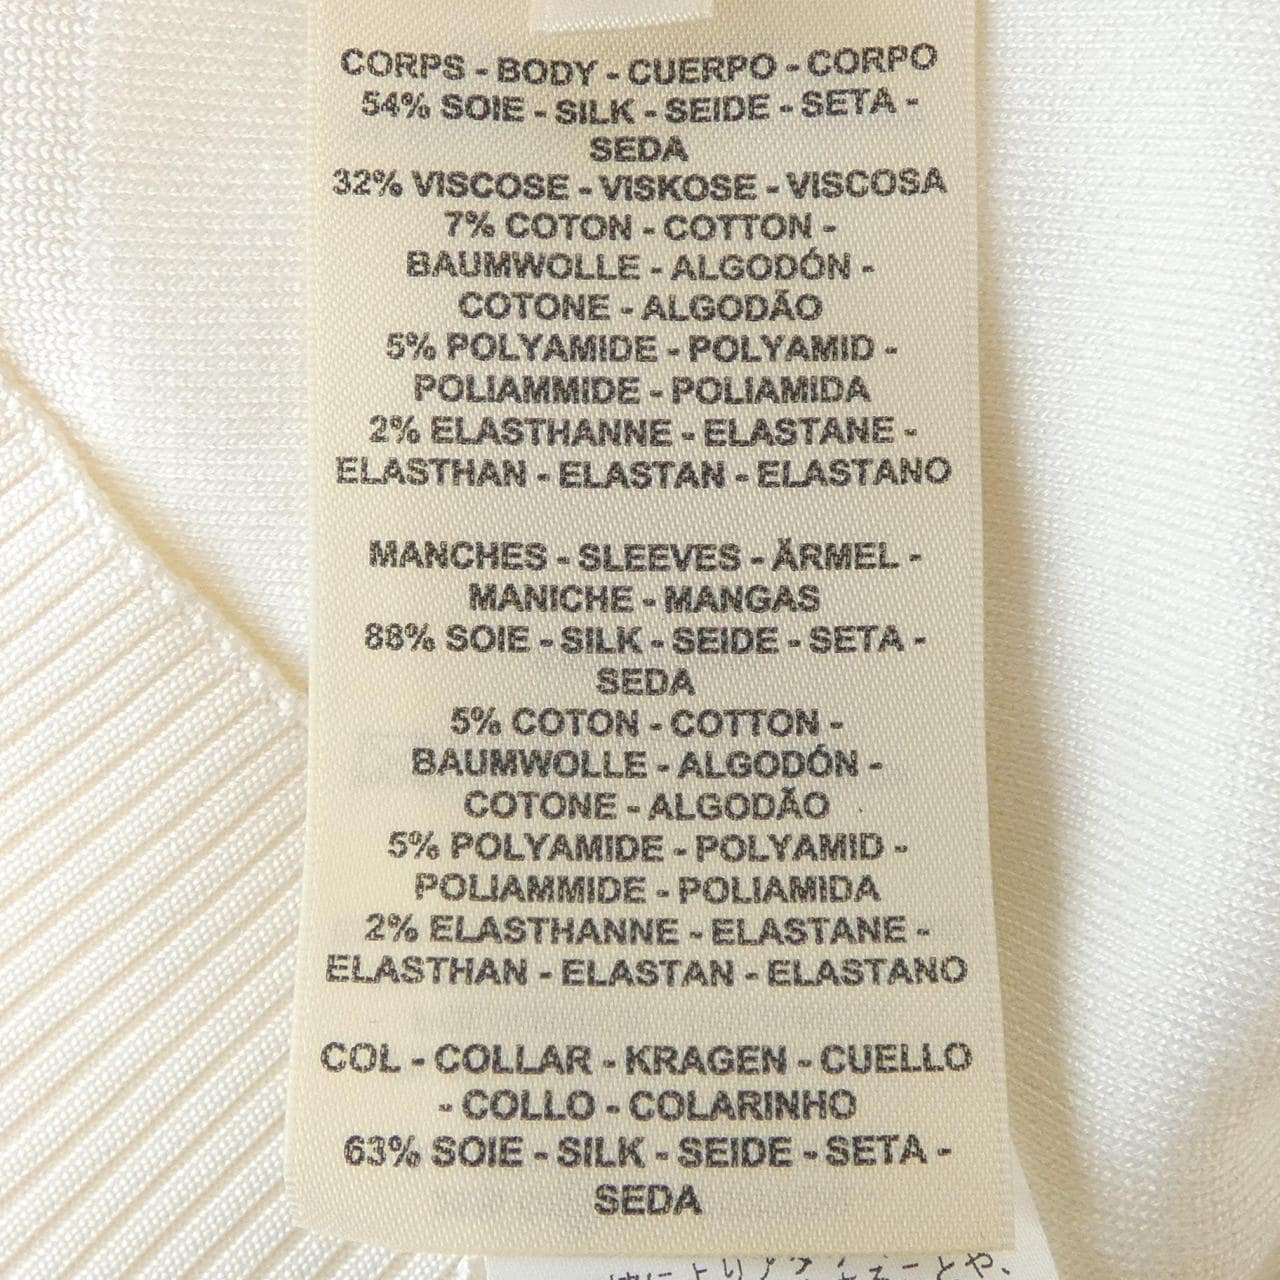 CORPS - BODY - CUERPO - CORPO
54% SOIE - SILK - SEIDE - SETA -
SEDA
32% VISCOSE - VISKOSE - VISCOSA
7% COTON - COTTON -
BAUMWOLLE - ALGODÓN -
COTONE - ALGODÃO
5% POLYAMIDE - POLYAMID -
POLIAMMIDE - POLIAMIDA
2% ELASTHANNE - ELASTANE -
ELASTHAN - ELASTAN - ELASTANO
MANCHES - SLEEVES - ÄRMEL -
MANICHE - MANGAS
88% SOIE - SILK - SEIDE - SETA -
SEDA
5% COTON - COTTON -
BAUMWOLLE - ALGODÓN -
COTONE - ALGODÃO
5% POLYAMIDE - POLYAMID -
POLIAMMIDE - POLIAMIDA
2% ELASTHANNE - ELASTANE -
ELASTHAN - ELASTAN - ELASTANO
COL - COLLAR - KRAGEN - CUELLO
- COLLO - COLARINHO
63% SOIE - SILK - SEIDE - SETA -
SEDA